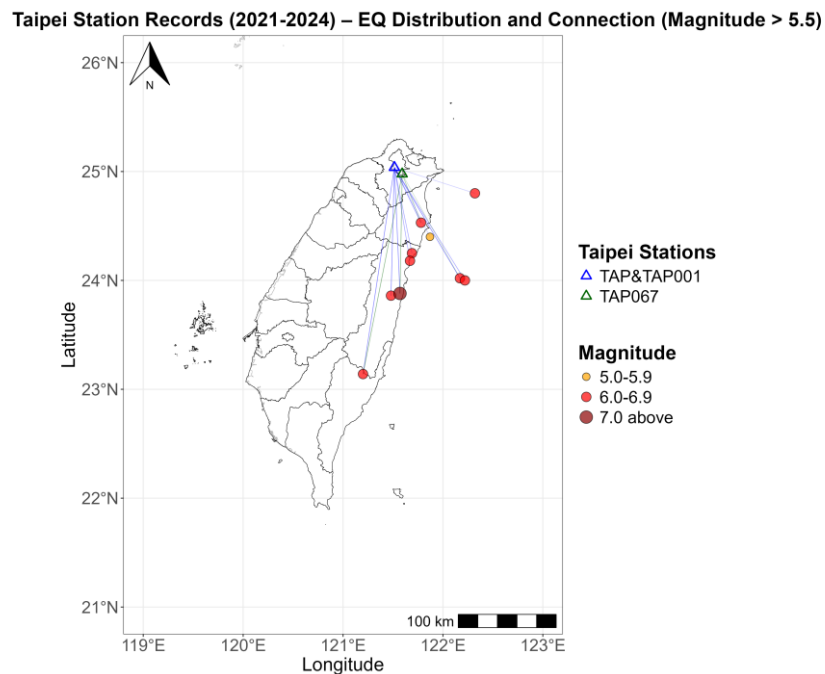 Taipei Station Records (2021-2024) – EQ Distribution and Connection (Magnitude > 5.5)
26°N
25°N
24°N
23°N
22°N
21°N
Latitude
N
100 km
119°E 120°E 121°E 122°E 123°E
Longitude
Taipei Stations
TAP&TAP001
TAP067
Magnitude
5.0-5.9
6.0-6.9
7.0 above